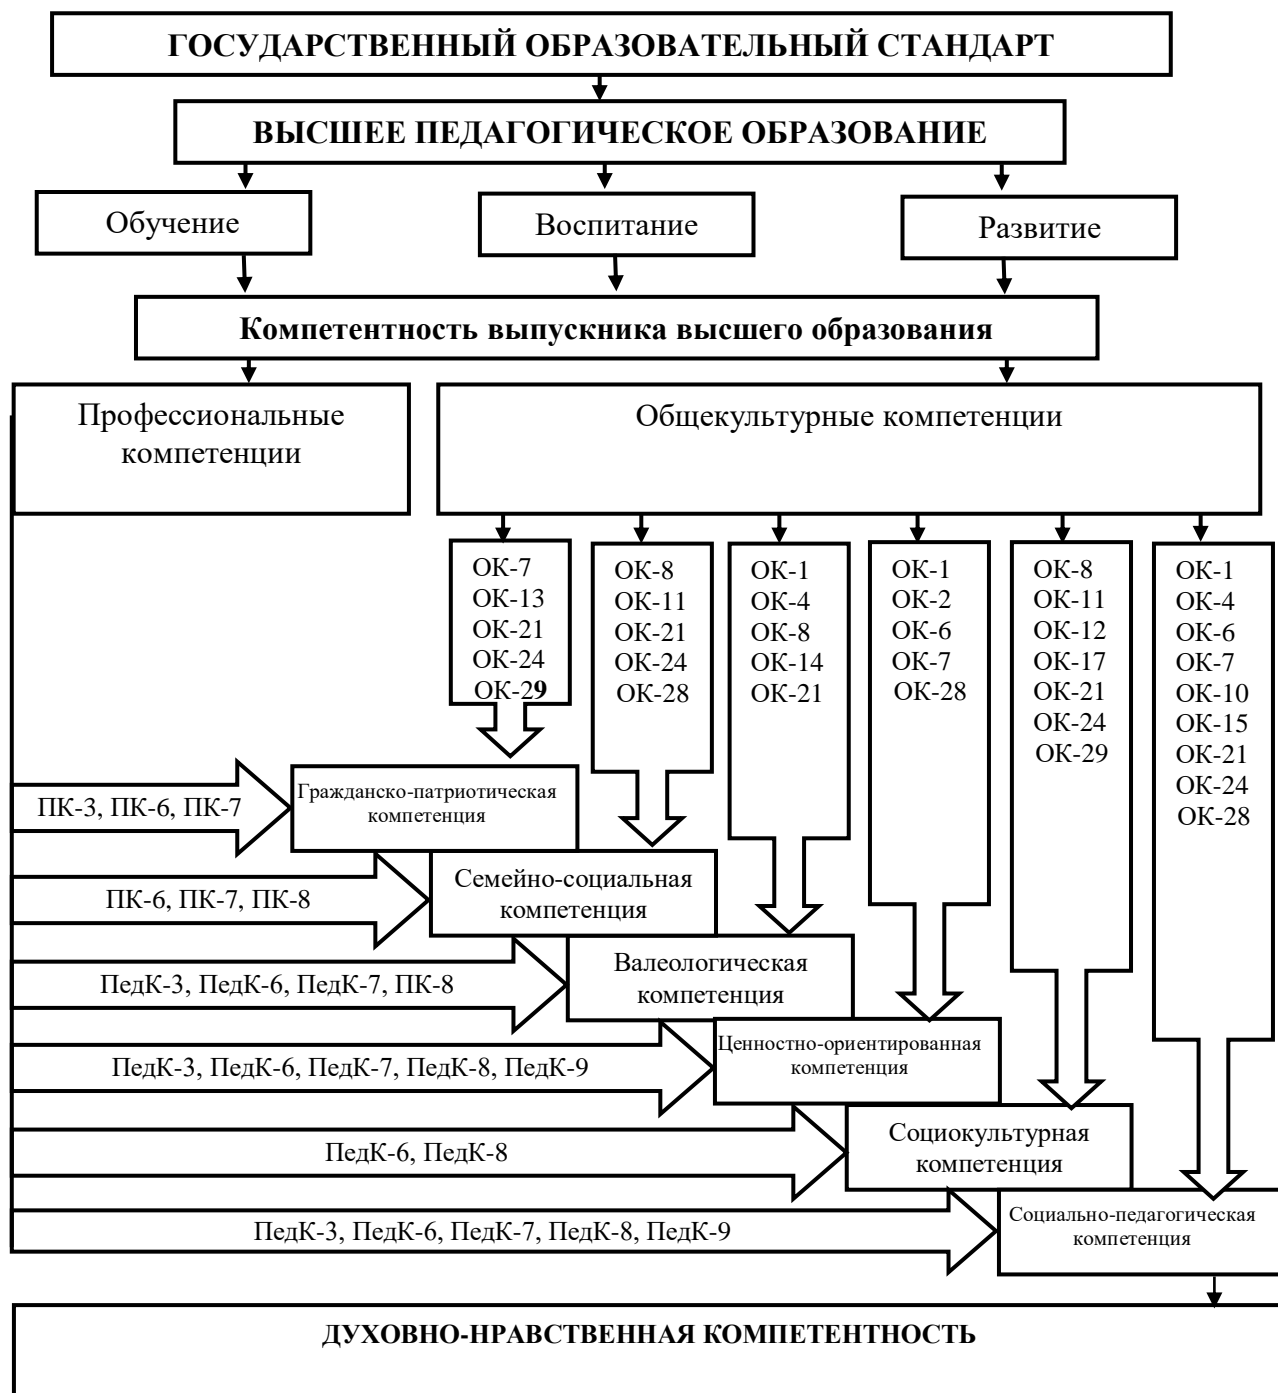 ГОСУДАРСТВЕННЫЙ ОБРАЗОВАТЕЛЬНЫЙ СТАНДАРТ
ВЫСШЕЕ ПЕДАГОГИЧЕСКОЕ ОБРАЗОВАНИЕ
Обучение
Воспитание
Развитие
Компетентность выпускника высшего образования
Профессиональные
компетенции
Общекультурные компетенции
ОК-7
ОК-13
ОК-21
ОК-24
ОК-29
ОК-8
ОК-11
ОК-21
ОК-24
ОК-28
ОК-1
ОК-4
ОК-8
ОК-14
ОК-21
ОК-1
ОК-2
ОК-6
ОК-7
ОК-28
ОК-8
ОК-11
ОК-12
ОК-17
ОК-21
ОК-24
ОК-29
ОК-1
ОК-4
ОК-6
ОК-7
ОК-10
ОК-15
ОК-21
ОК-24
ОК-28
ПК-3, ПК-6, ПК-7
Гражданско-патриотическая
компетенция
ПК-6, ПК-7, ПК-8
Семейно-социальная
компетенция
ПедК-3, ПедК-6, ПедК-7, ПК-8
Валеологическая
компетенция
ПедК-3, ПедК-6, ПедК-7, ПедК-8, ПедК-9
Ценностно-ориентированная
компетенция
ПедК-6, ПедК-8
Социокультурная
компетенция
ПедК-3, ПедК-6, ПедК-7, ПедК-8, ПедК-9
Социально-педагогическая
компетенция
ДУХОВНО-НРАВСТВЕННАЯ КОМПЕТЕНТНОСТЬ